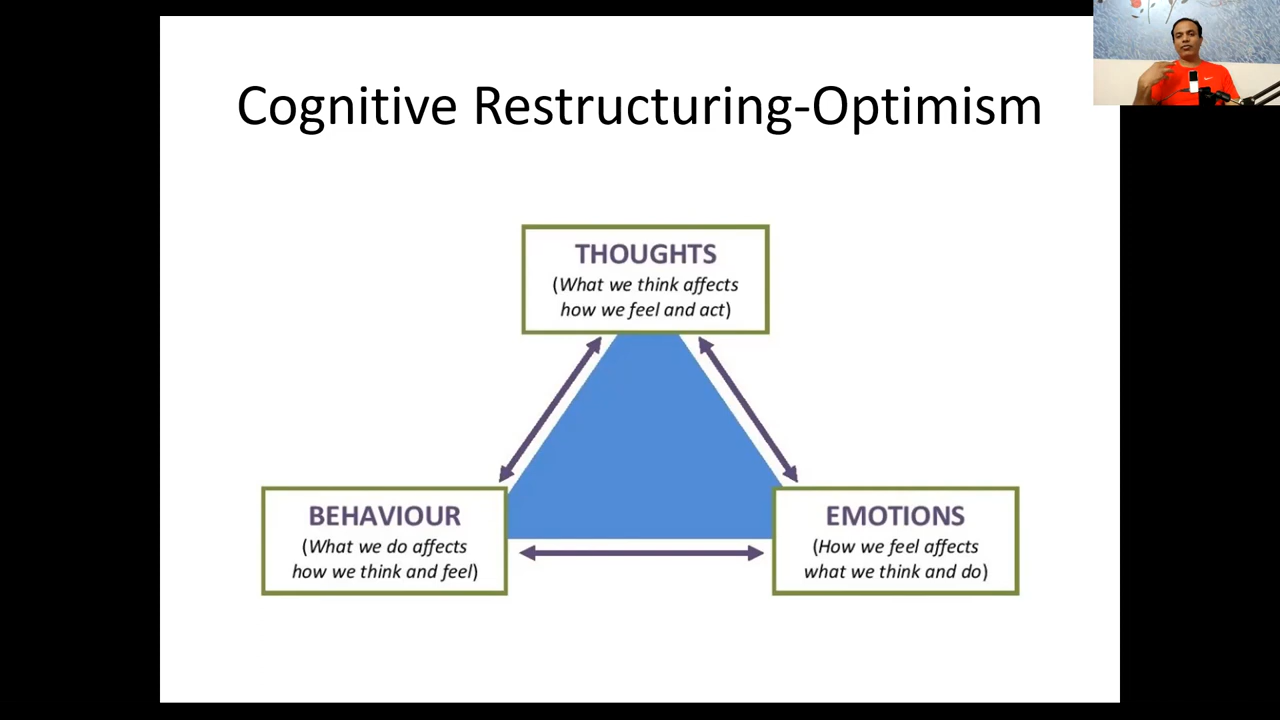 Cognitive Restructuring-Optimism
THOUGHTS
(What we think affects
how we feel and act)
BEHAVIOUR
(What we do affects
how we think and feel)
EMOTIONS
(How we feel affects
what we think and do)